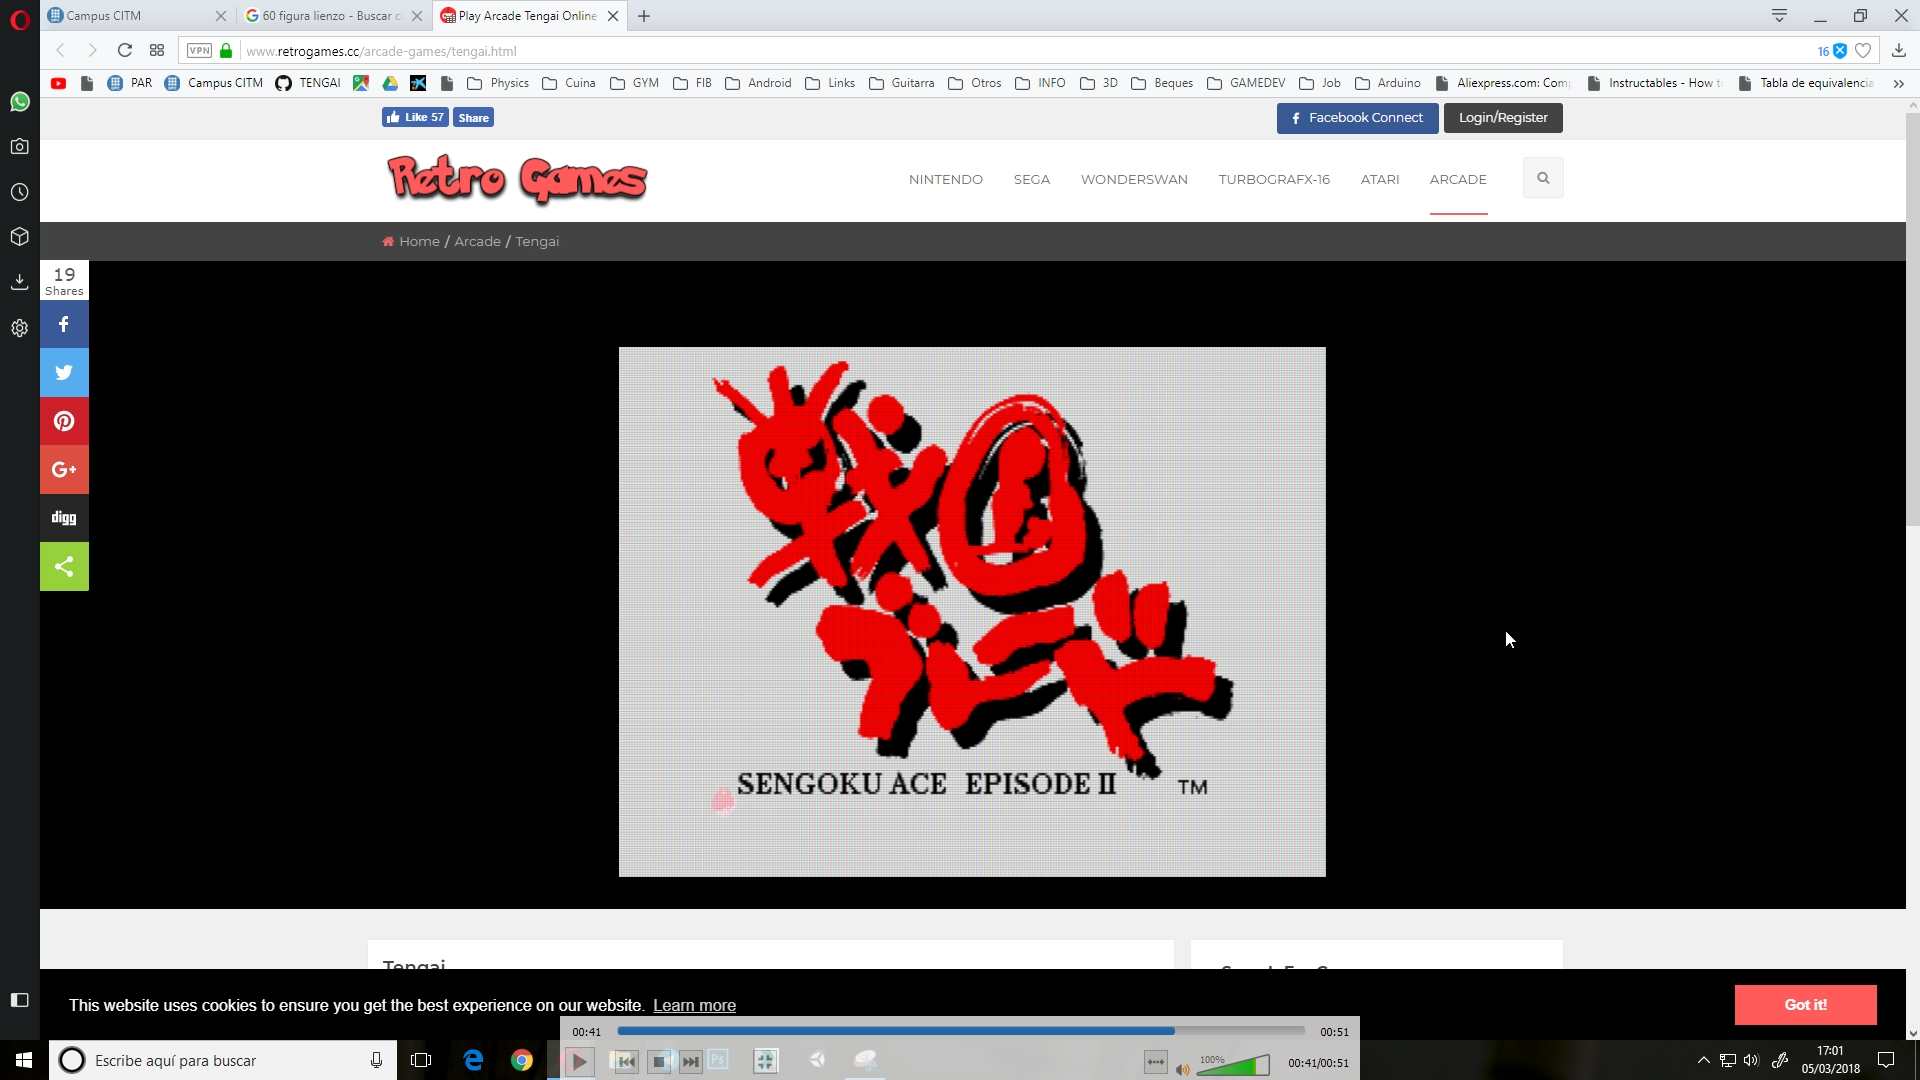 Campus CITM
60 figura lienzo - Buscar c
Play Arcade Tengai Online
VPN
www.retrogames.cc/arcade-games/tengai.html
16
PAR
Campus CITM
TENGAI
Physics
Cuina
GYM
FIB
Android
Links
Guitarra
Otros
INFO
3D
Beques
GAMEDEV
Job
Arduino
Aliexpress.com: Com
Instructables - How t
Tabla de equivalencia
Like 57
Share
Facebook Connect
Login/Register
Retro Games
NINTENDO
SEGA
WONDERSWAN
TURBOGRAFX-16
ATARI
ARCADE
Home / Arcade / Tengai
19
Shares
G+
digg
戦国
ブレード
SENGOKU ACE EPISODE II TM
Tengai
This website uses cookies to ensure you get the best experience on our website. Learn more
Got it!
00:41
00:51
Escribe aquí para buscar
Ps
100%
00:41/00:51
17:01
05/03/2018